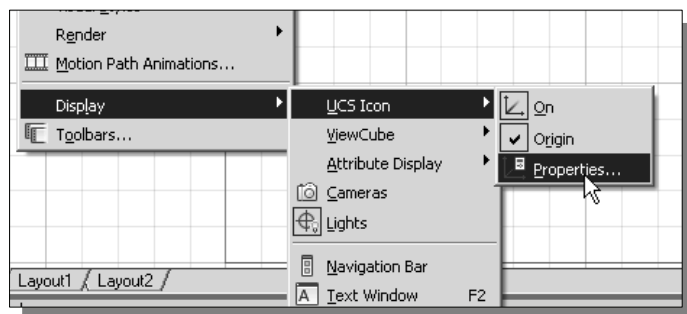 Render
Motion Path Animations...
Display
Toolbars...
UCS Icon
ViewCube
Attribute Display
Cameras
Lights
Navigation Bar
Text Window F2
On
Origin
Properties...
Layout1 / Layout2 /